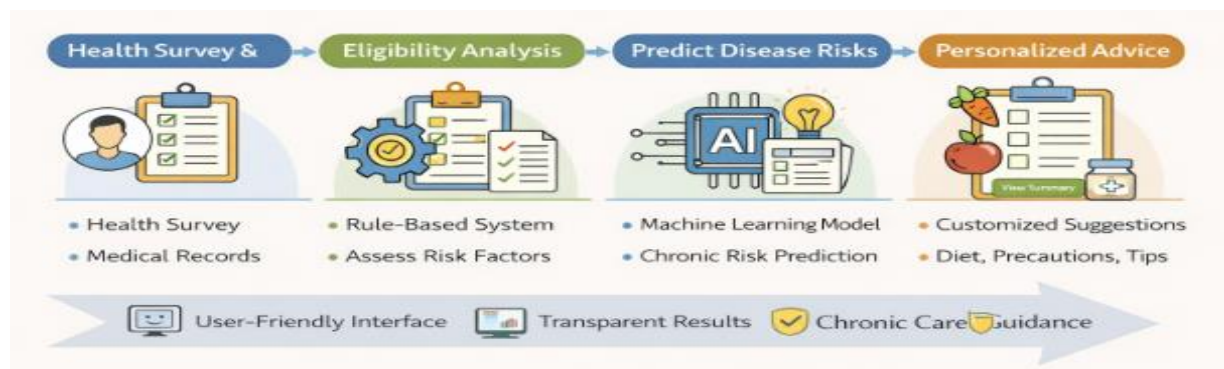 Health Survey &
Eligibility Analysis
Predict Disease Risks
Personalized Advice
AI
View Summary
• Health Survey
• Medical Records
• Rule-Based System
• Assess Risk Factors
• Machine Learning Model
• Chronic Risk Prediction
• Customized Suggestions
• Diet, Precautions, Tips
User-Friendly Interface
Transparent Results
Chronic Care Guidance